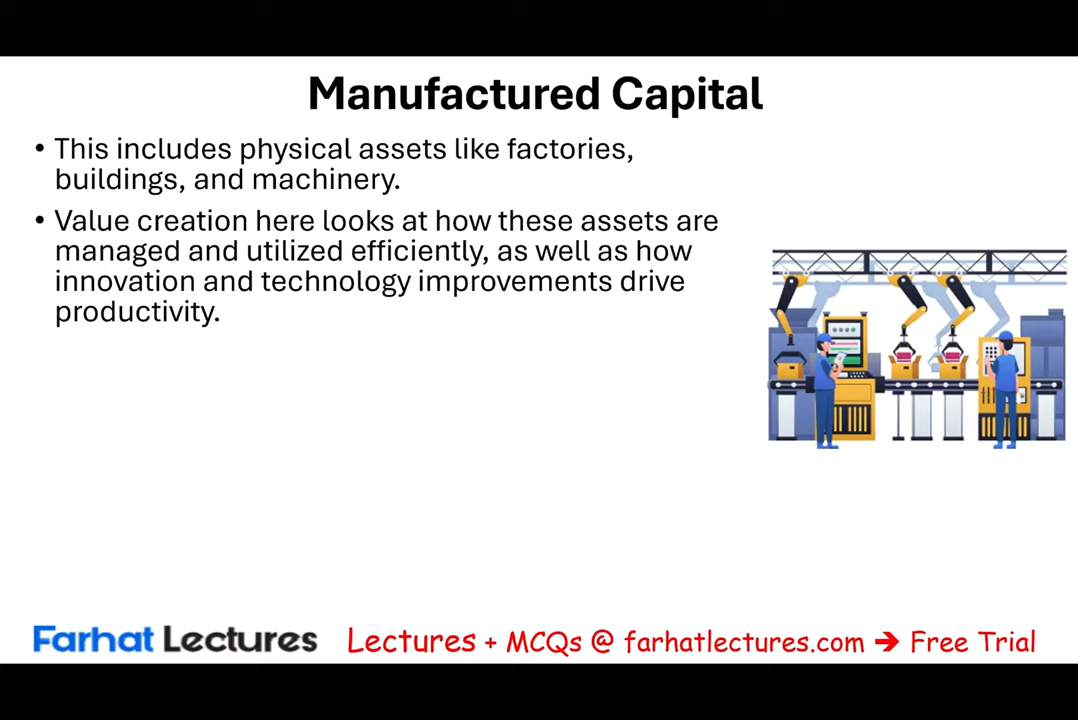 Manufactured Capital
• This includes physical assets like factories,
buildings, and machinery.
• Value creation here looks at how these assets are
managed and utilized efficiently, as well as how
innovation and technology improvements drive
productivity.
Farhat Lectures Lectures + MCQs @ farhatlectures.com ➔ Free Trial